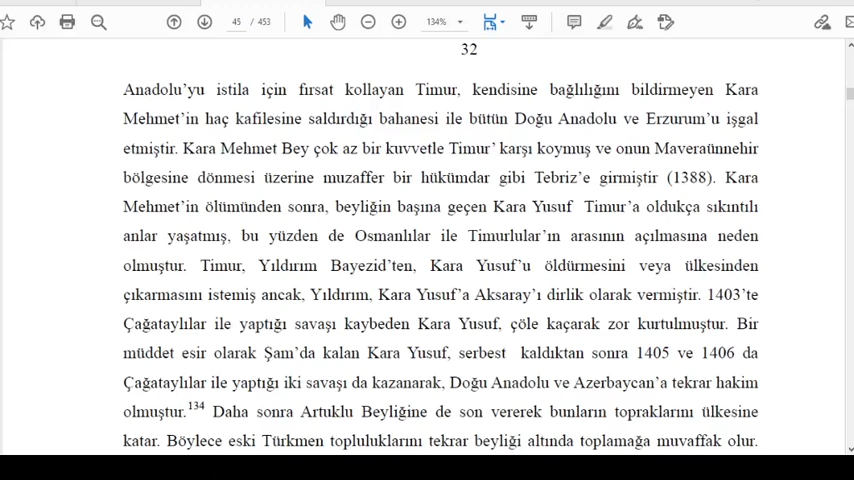 45 / 453
134%
32
Anadolu’yu istila için fırsat kollayan Timur, kendisine bağlılığını bildirmeyen Kara
Mehmet’in haç kafilesine saldırdığı bahanesi ile bütün Doğu Anadolu ve Erzurum’u işgal
etmiştir. Kara Mehmet Bey çok az bir kuvvetle Timur’ karşı koymuş ve onun Maveraünnehir
bölgesine dönmesi üzerine muzaffer bir hükümdar gibi Tebriz’e girmiştir (1388). Kara
Mehmet’in ölümünden sonra, beyliğin başına geçen Kara Yusuf Timur’a oldukça sıkıntılı
anlar yaşatmış, bu yüzden de Osmanlılar ile Timurlular’ın arasının açılmasına neden
olmuştur. Timur, Yıldırım Bayezid’ten, Kara Yusuf’u öldürmesini veya ülkesinden
çıkarmasını istemiş ancak, Yıldırım, Kara Yusuf’a Aksaray’ı dirlik olarak vermiştir. 1403’te
Çağataylılar ile yaptığı savaşı kaybeden Kara Yusuf, çöle kaçarak zor kurtulmuştur. Bir
müddet esir olarak Şam’da kalan Kara Yusuf, serbest kaldıktan sonra 1405 ve 1406 da
Çağataylılar ile yaptığı iki savaşı da kazanarak, Doğu Anadolu ve Azerbaycan’a tekrar hakim
olmuştur.134 Daha sonra Artuklu Beyliğine de son vererek bunların topraklarını ülkesine
katar. Böylece eski Türkmen topluluklarını tekrar beyliği altında toplamağa muvaffak olur.